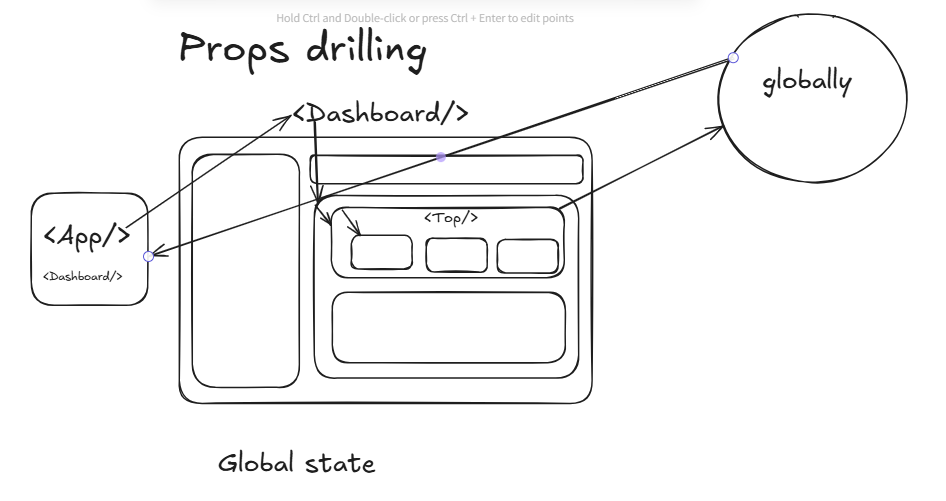 Hold Ctrl and Double-click or press Ctrl + Enter to edit points
Props drilling
globally
<Dashboard/>
<Top/>
<App/>
<Dashboard/>
Global state